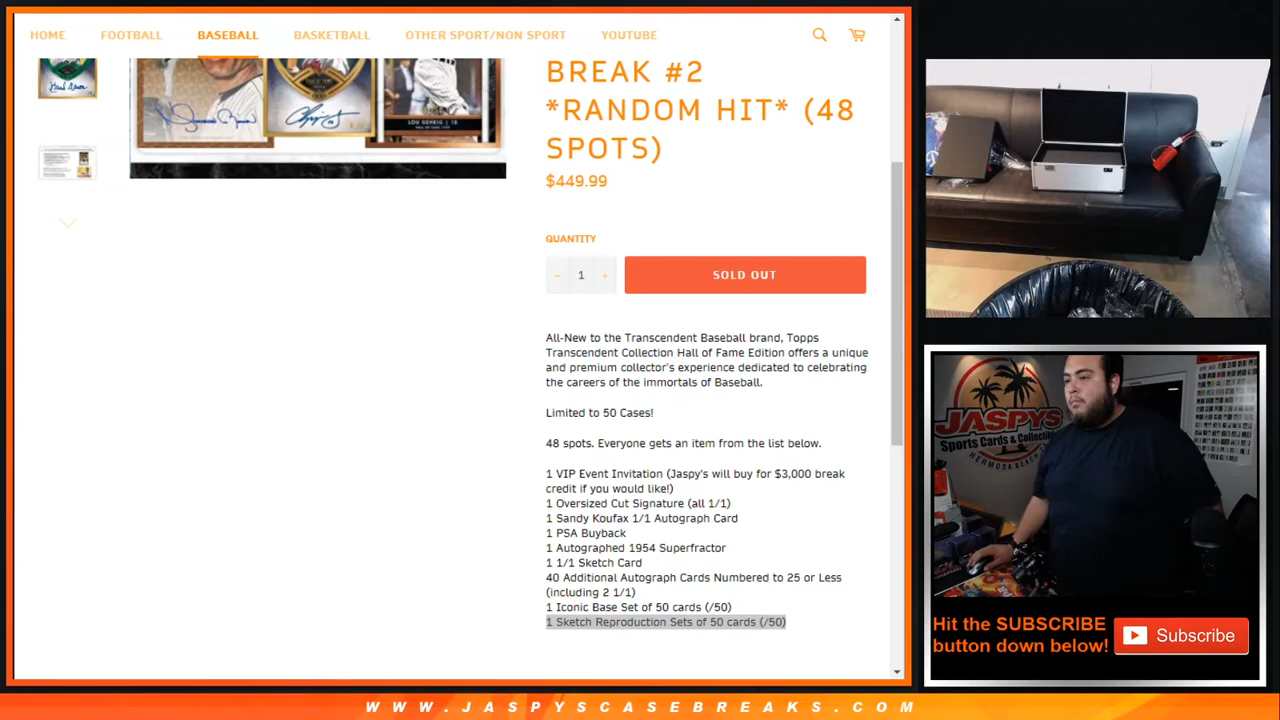 HOME FOOTBALL BASEBALL BASKETBALL OTHER SPORT/NON SPORT YOUTUBE
BREAK #2
*RANDOM HIT* (48
SPOTS)
$449.99
QUANTITY
− 1 + SOLD OUT
LOU GEHRIG | 18
All-New to the Transcendent Baseball brand, Topps
Transcendent Collection Hall of Fame Edition offers a unique
and premium collector's experience dedicated to celebrating
the careers of the immortals of Baseball.
Limited to 50 Cases!
48 spots. Everyone gets an item from the list below.
1 VIP Event Invitation (Jaspy's will buy for $3,000 break
credit if you would like!)
1 Oversized Cut Signature (all 1/1)
1 Sandy Koufax 1/1 Autograph Card
1 PSA Buyback
1 Autographed 1954 Superfractor
1 1/1 Sketch Card
40 Additional Autograph Cards Numbered to 25 or Less
(including 2 1/1)
1 Iconic Base Set of 50 cards (/50)
1 Sketch Reproduction Sets of 50 cards (/50)
JASPYS
Sports Cards & Collectibles
HERMOSA BEACH
Hit the SUBSCRIBE
button down below!
Subscribe
WWW.JASPYSCASEBREAKS.COM